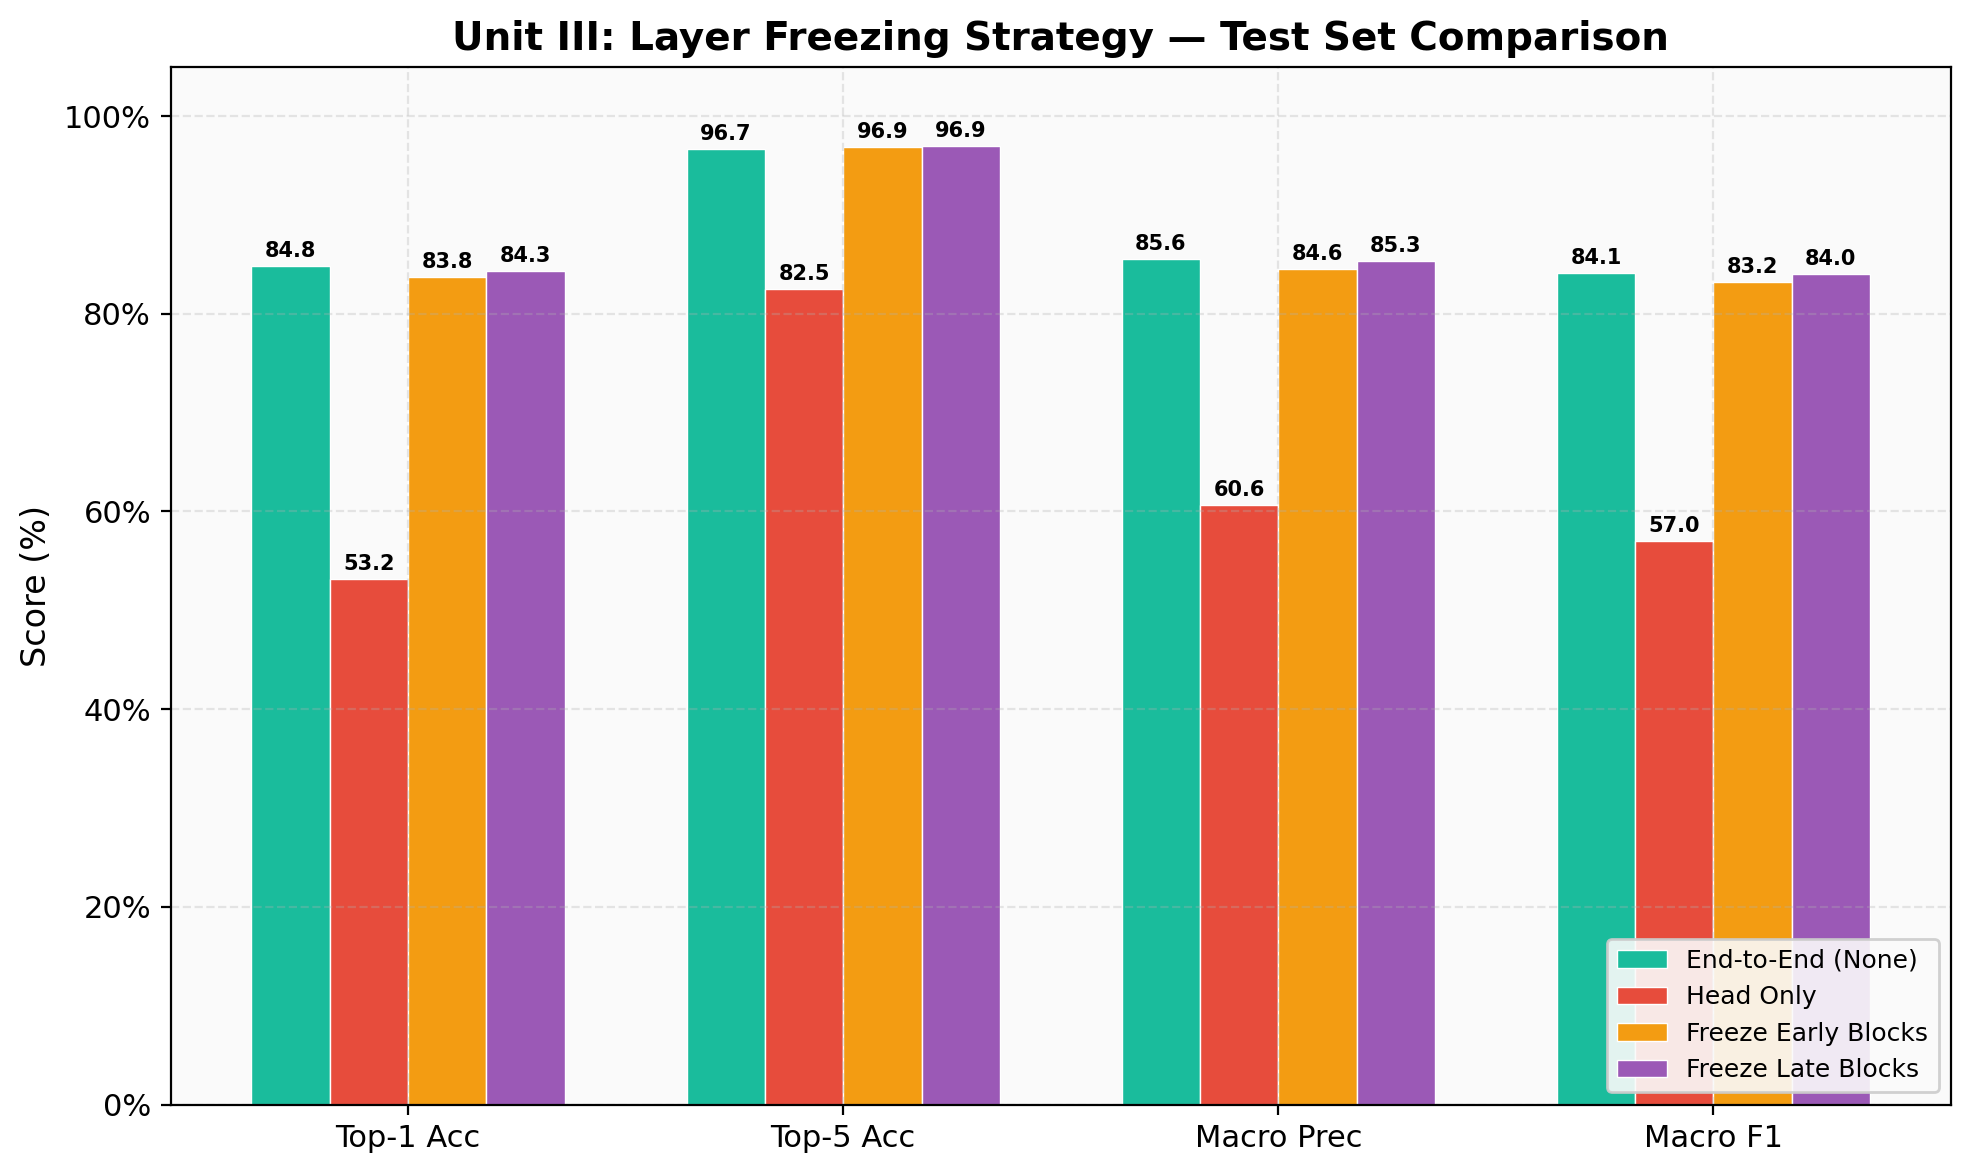 Unit III: Layer Freezing Strategy — Test Set Comparison
Score (%)
100%
80%
60%
40%
20%
0%
84.8
53.2
83.8
84.3
96.7
82.5
96.9
96.9
85.6
60.6
84.6
85.3
84.1
57.0
83.2
84.0
Top-1 Acc
Top-5 Acc
Macro Prec
Macro F1
End-to-End (None)
Head Only
Freeze Early Blocks
Freeze Late Blocks